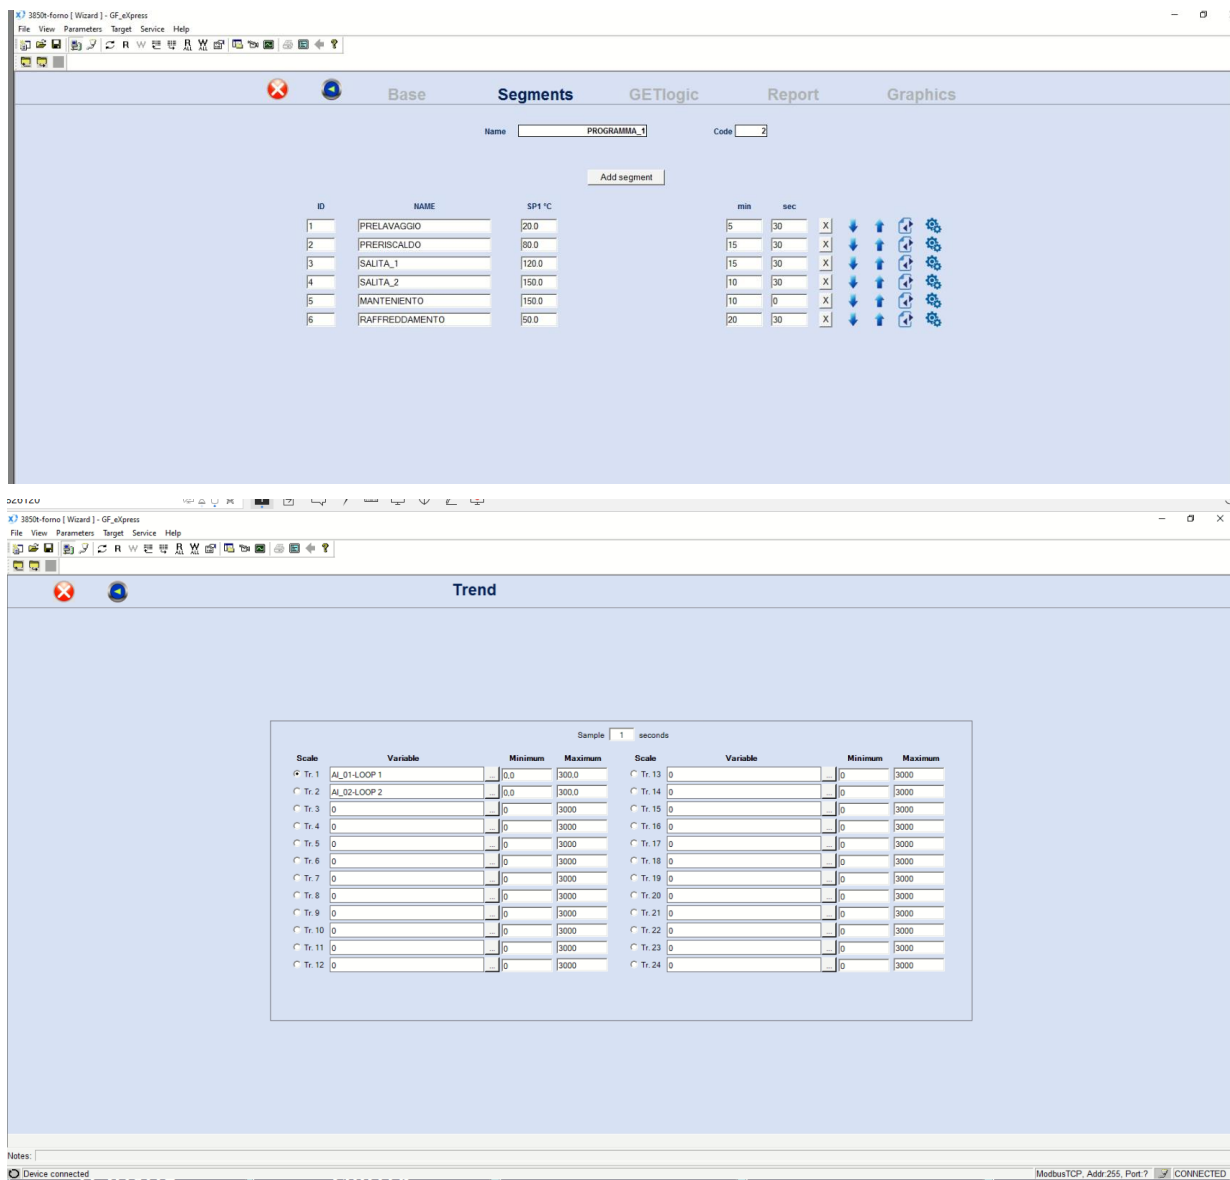 3850t-forno [ Wizard ] - GF_eXpress
File View Parameters Target Service Help
R W R ALL W ALL
Base Segments GETlogic Report Graphics
Name PROGRAMMA_1 Code 2
Add segment
ID NAME SP1 °C min sec
1 PRELAVAGGIO 20.0 5 30 X
2 PRERISCALDO 80.0 15 30 X
3 SALITA_1 120.0 15 30 X
4 SALITA_2 150.0 10 30 X
5 MANTENIENTO 150.0 10 0 X
6 RAFFREDDAMENTO 50.0 20 30 X
3850t-forno [ Wizard ] - GF_eXpress
File View Parameters Target Service Help
R W R ALL W ALL
Trend
Sample 1 seconds
Scale Variable Minimum Maximum Scale Variable Minimum Maximum
Tr. 1 AI_01-LOOP 1 ... 0,0 300,0 Tr. 13 0 ... 0 3000
Tr. 2 AI_02-LOOP 2 ... 0,0 300.0 Tr. 14 0 ... 0 3000
Tr. 3 0 ... 0 3000 Tr. 15 0 ... 0 3000
Tr. 4 0 ... 0 3000 Tr. 16 0 ... 0 3000
Tr. 5 0 ... 0 3000 Tr. 17 0 ... 0 3000
Tr. 6 0 ... 0 3000 Tr. 18 0 ... 0 3000
Tr. 7 0 ... 0 3000 Tr. 19 0 ... 0 3000
Tr. 8 0 ... 0 3000 Tr. 20 0 ... 0 3000
Tr. 9 0 ... 0 3000 Tr. 21 0 ... 0 3000
Tr. 10 0 ... 0 3000 Tr. 22 0 ... 0 3000
Tr. 11 0 ... 0 3000 Tr. 23 0 ... 0 3000
Tr. 12 0 ... 0 3000 Tr. 24 0 ... 0 3000
Notes:
Device connected ModbusTCP, Addr:255, Port:? CONNECTED